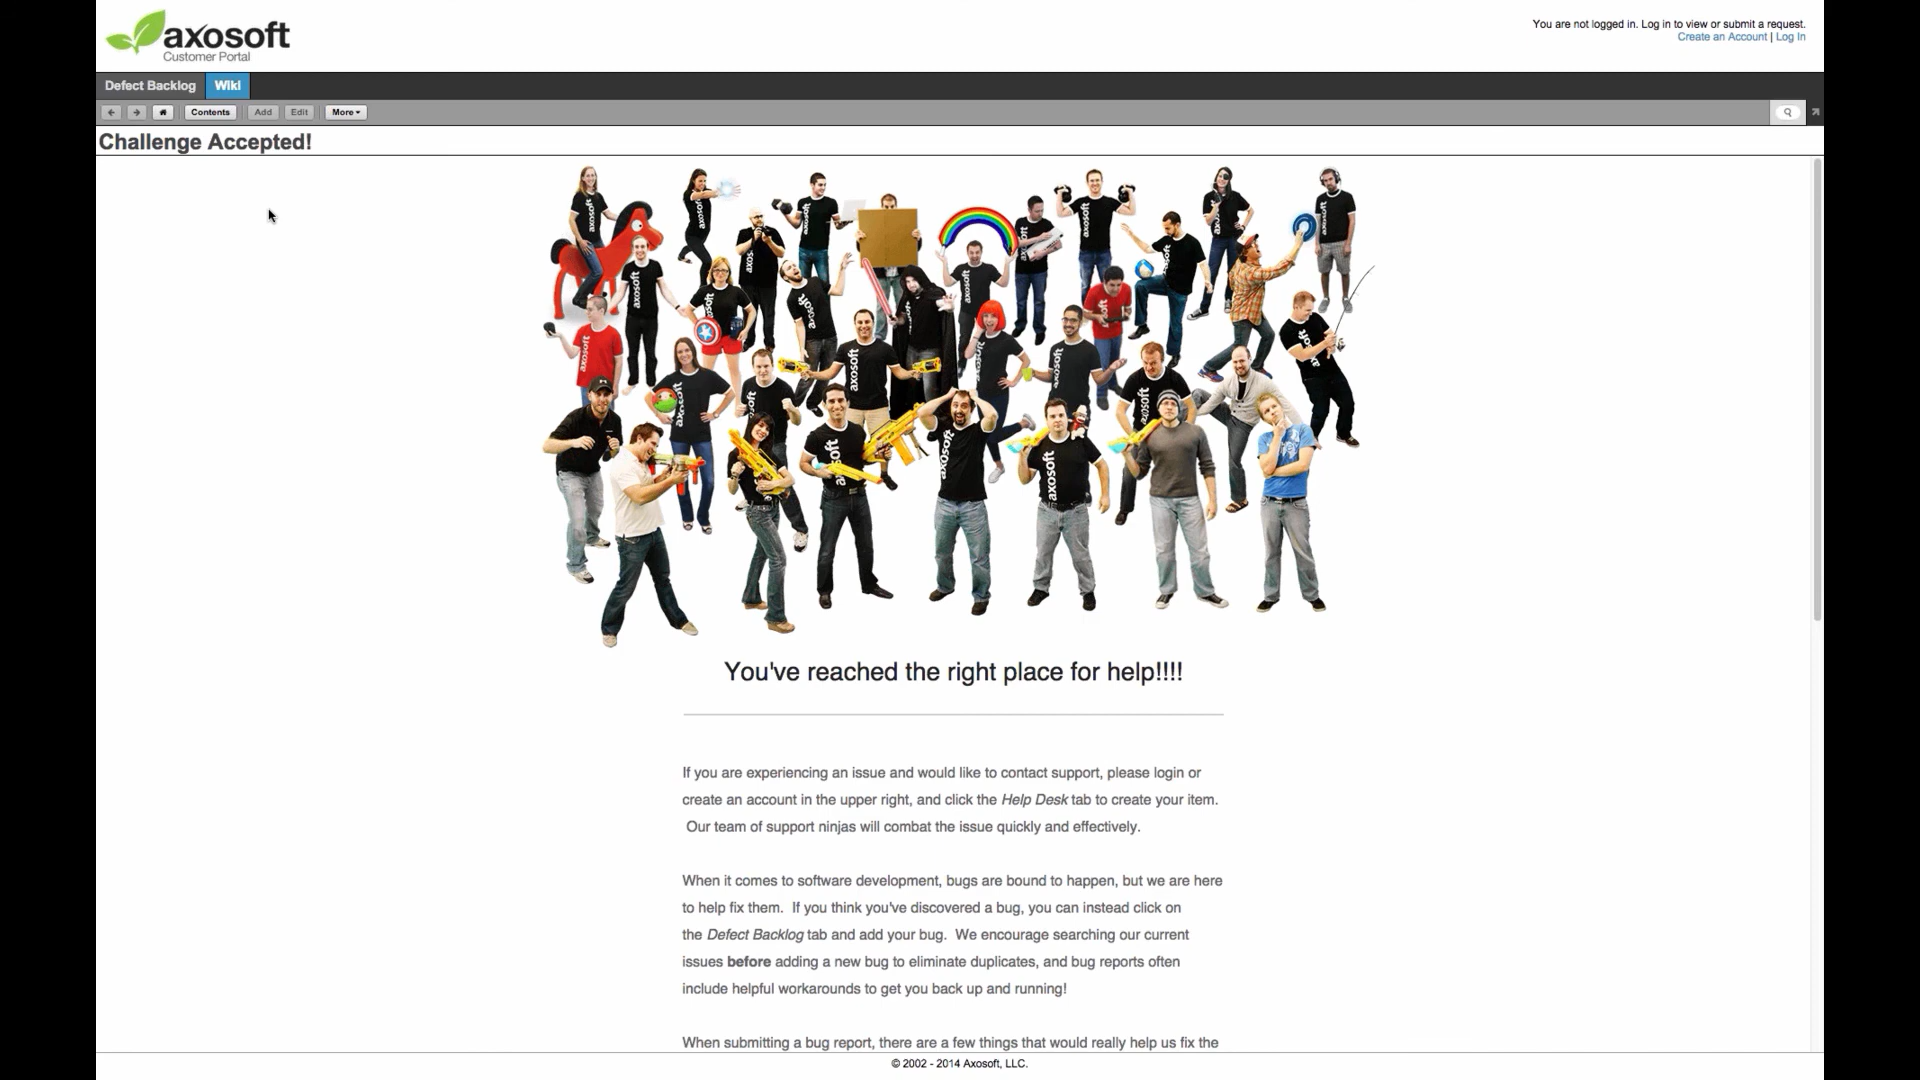 axosoft
Customer Portal
You are not logged in. Log in to view or submit a request.
Create an Account | Log In
Defect Backlog
Wiki
Contents
Add
Edit
More
Challenge Accepted!
You've reached the right place for help!!!!
If you are experiencing an issue and would like to contact support, please login or
create an account in the upper right, and click the Help Desk tab to create your item.
Our team of support ninjas will combat the issue quickly and effectively.
When it comes to software development, bugs are bound to happen, but we are here
to help fix them.  If you think you've discovered a bug, you can instead click on
the Defect Backlog tab and add your bug.  We encourage searching our current
issues before adding a new bug to eliminate duplicates, and bug reports often
include helpful workarounds to get you back up and running!
When submitting a bug report, there are a few things that would really help us fix the
© 2002 - 2014 Axosoft, LLC.